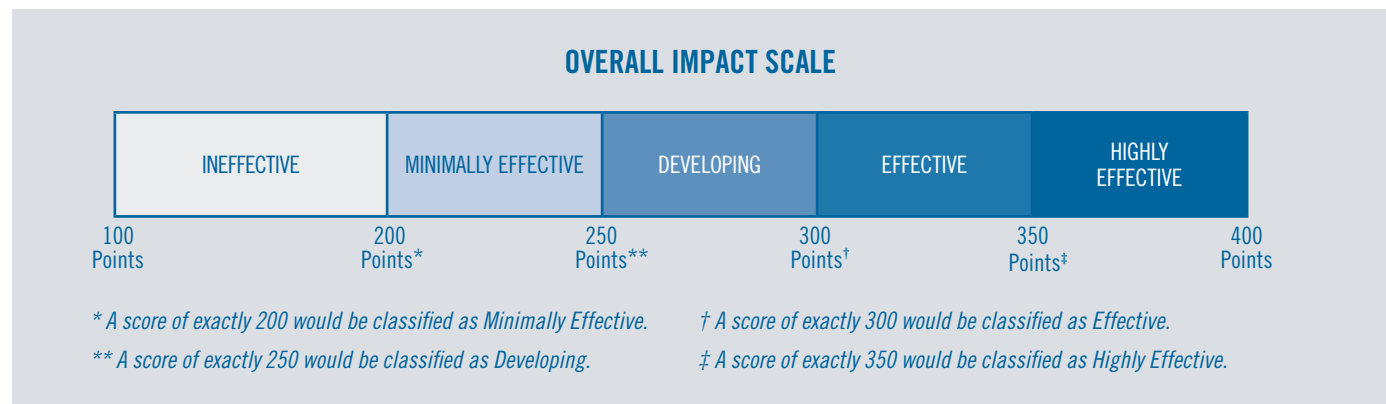 OVERALL IMPACT SCALE
INEFFECTIVE
MINIMALLY EFFECTIVE
DEVELOPING
EFFECTIVE
HIGHLY
EFFECTIVE
100
Points
200
Points*
250
Points**
300
Points†
350
Points‡
400
Points
* A score of exactly 200 would be classified as Minimally Effective.
** A score of exactly 250 would be classified as Developing.
† A score of exactly 300 would be classified as Effective.
‡ A score of exactly 350 would be classified as Highly Effective.